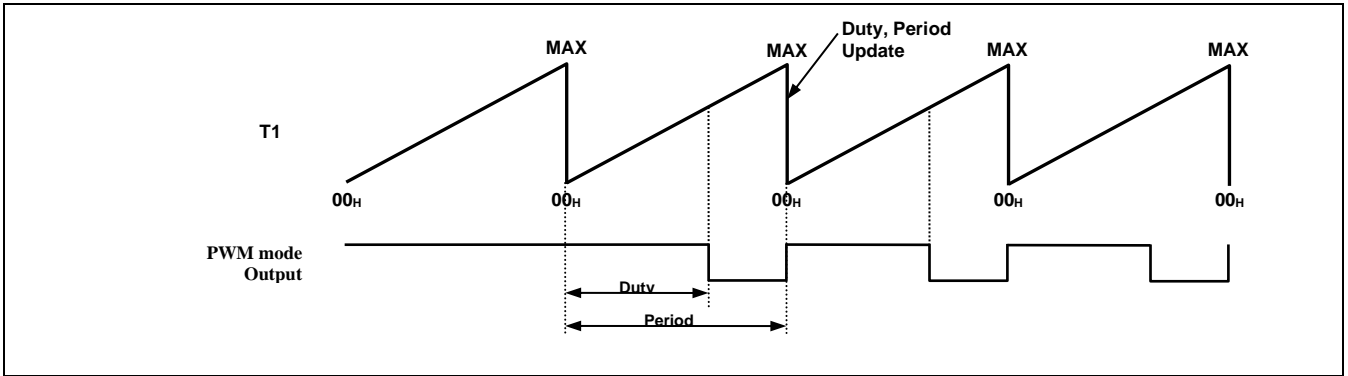 Duty, Period
Update
MAX MAX MAX MAX
T1
00H 00H 00H 00H 00H
PWM mode
Output
Duty
Period